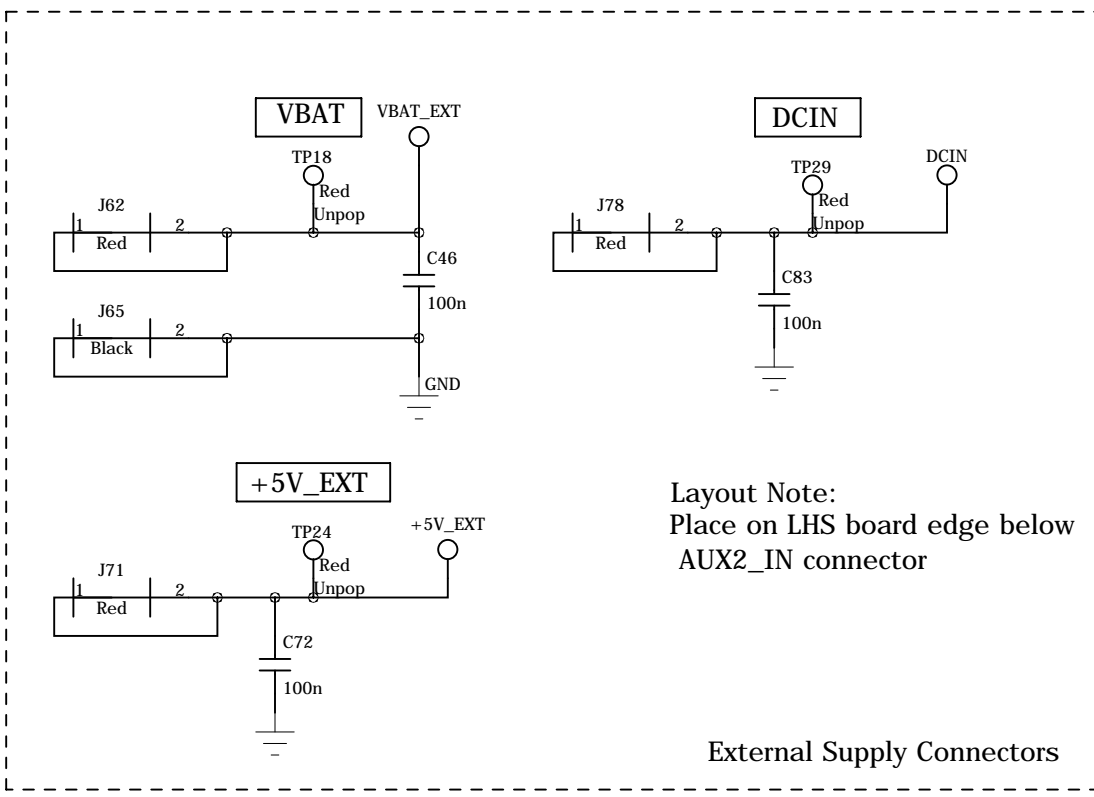 VBAT
VBAT_EXT
TP18
Red
Unpop
J62
1
2
Red
C46
100n
J65
1
2
Black
GND
DCIN
DCIN
TP29
Red
Unpop
J78
1
2
Red
C83
100n
+5V_EXT
+5V_EXT
TP24
Red
Unpop
J71
1
2
Red
C72
100n
Layout Note:
Place on LHS board edge below
AUX2_IN connector
External Supply Connectors